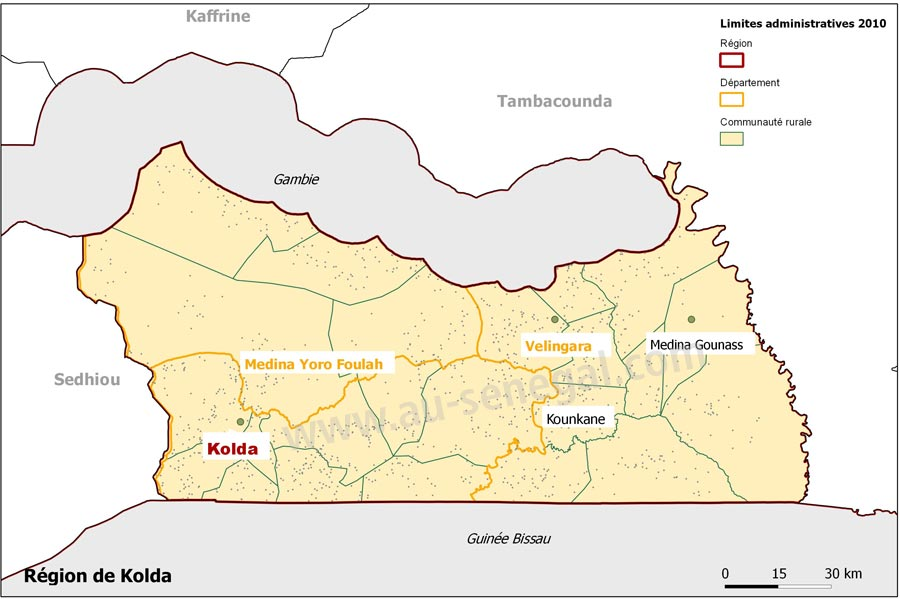 Kaffrine
Limites administratives 2010
Région
Département
Communauté rurale
Tambacounda
Gambie
Velingara
Medina Gounass
Medina Yoro Foulah
Sedhiou
www.au-senegal.com
Kounkane
Kolda
Guinée Bissau
Région de Kolda
0 15 30 km